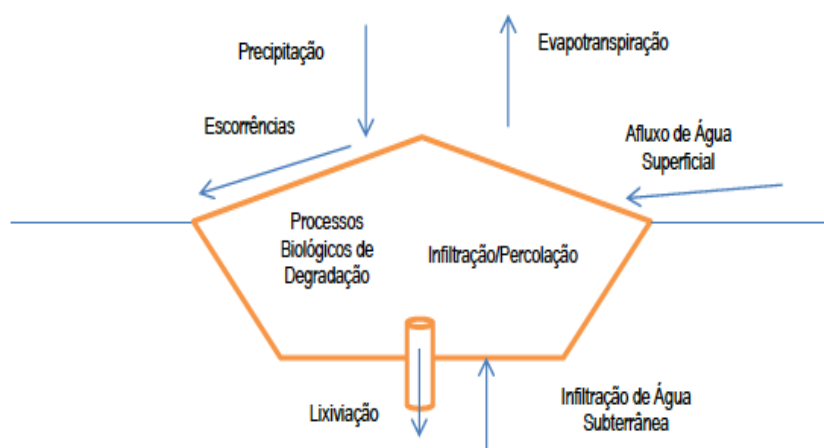 Precipitação
Evapotranspiração
Escorrências
Afluxo de Água
Superficial
Processos
Biológicos de
Degradação
Infiltração/Percolação
Lixiviação
Infiltração de Água
Subterrânea